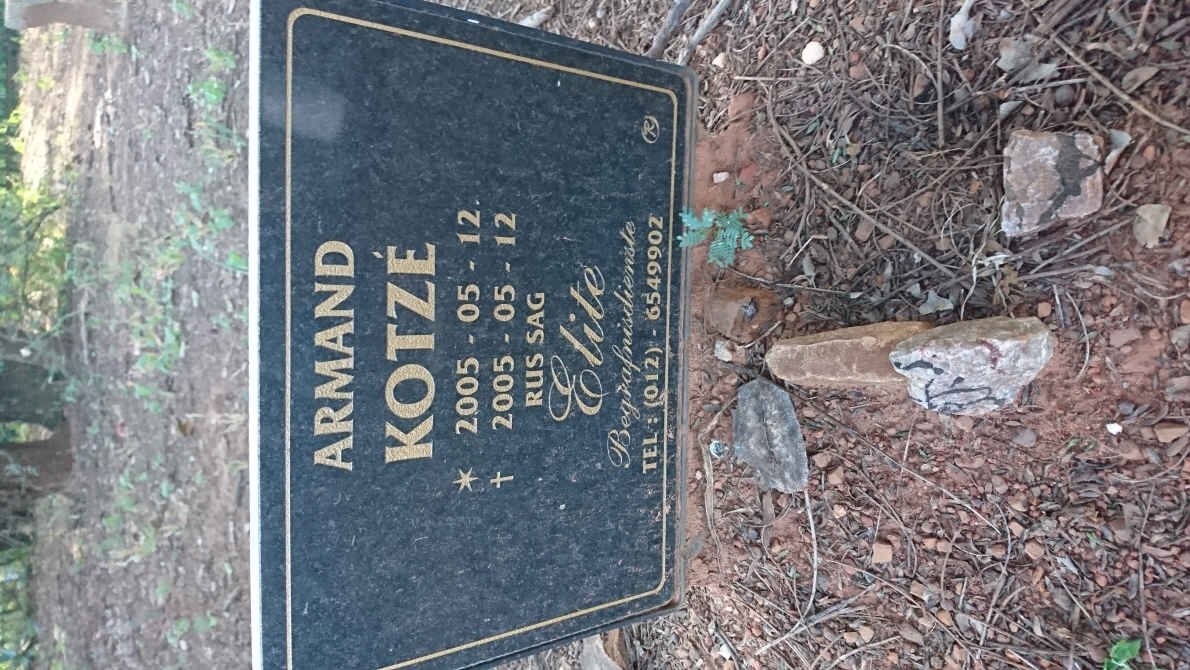 ARMAND
KOTZÉ
✶ 2005 - 05 - 12
✝ 2005 - 05 - 12
RUS SAG
Elite
Begrafnisdienste ®
TEL : (012) - 6549902